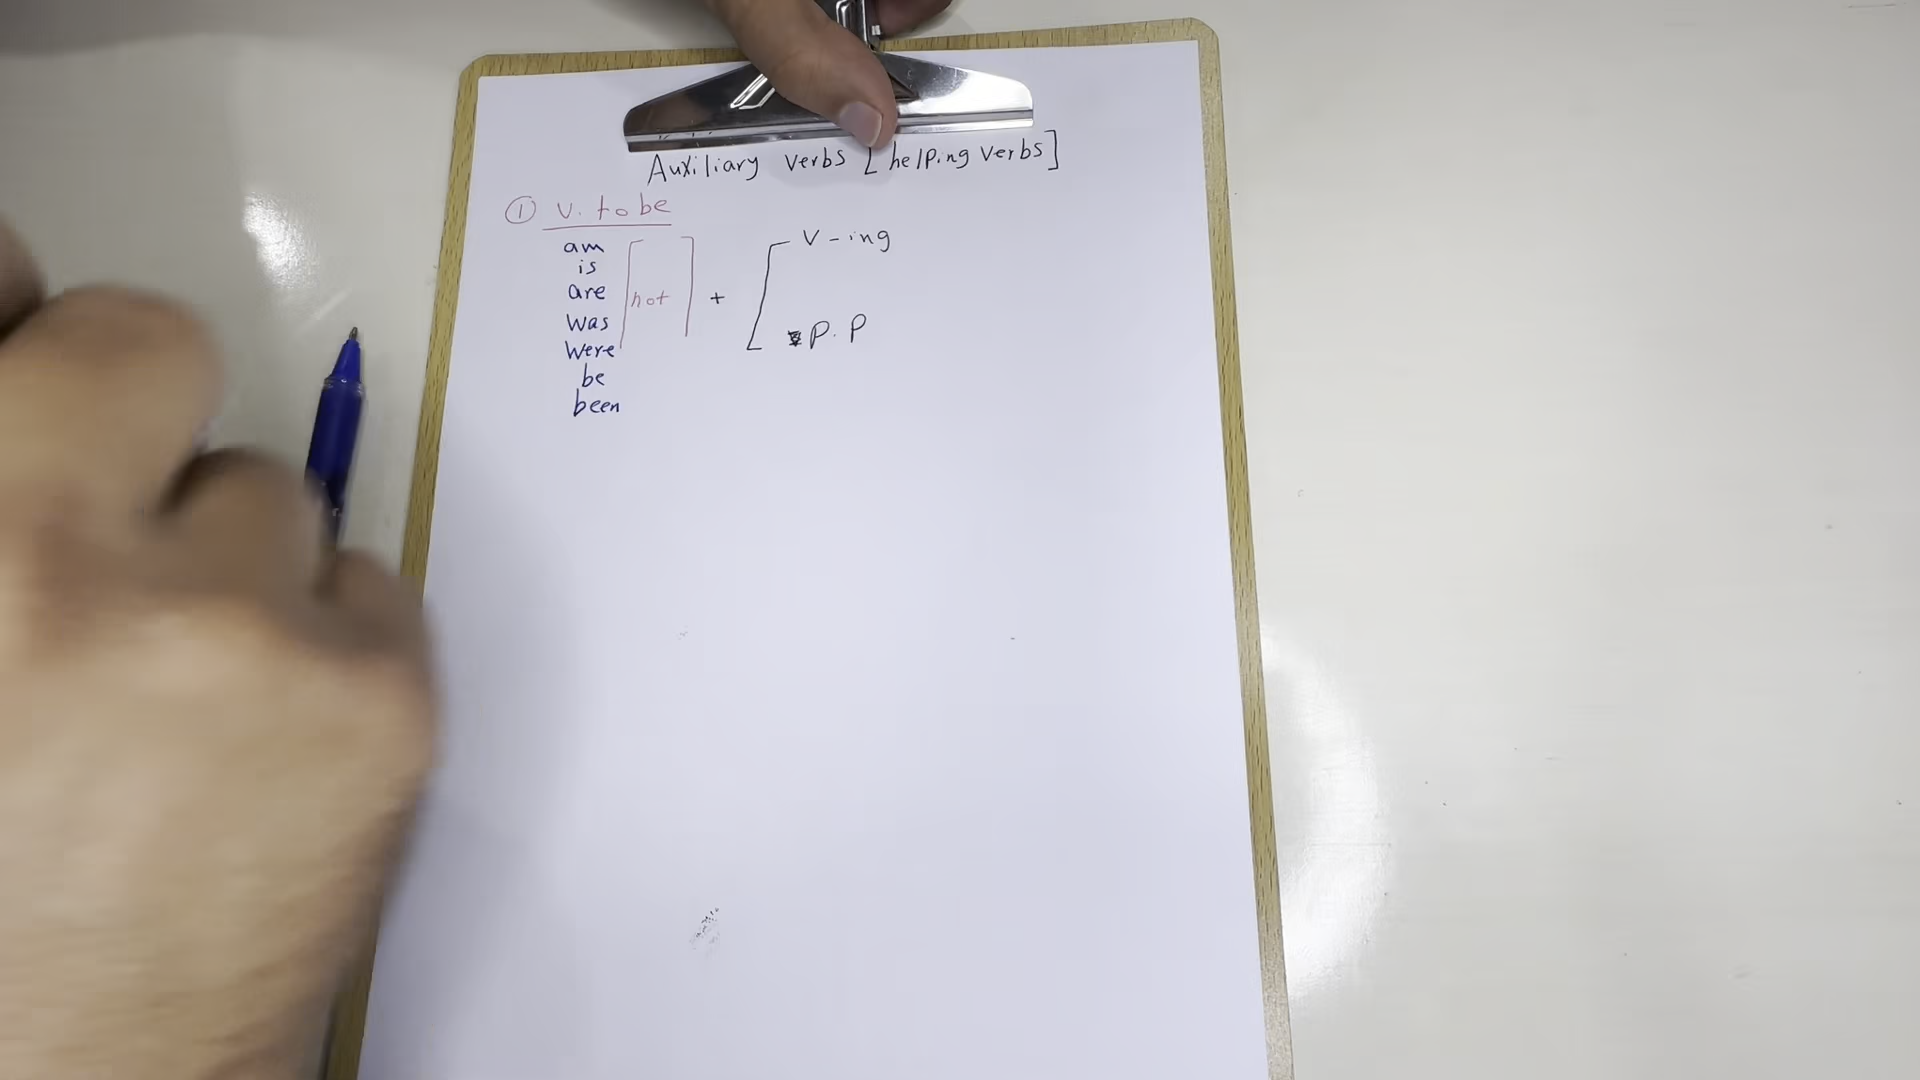 Auxiliary verbs [helping verbs]
① V. to be
am
is
are
was
were
be
been
[not]
+
[
V-ing
P.P